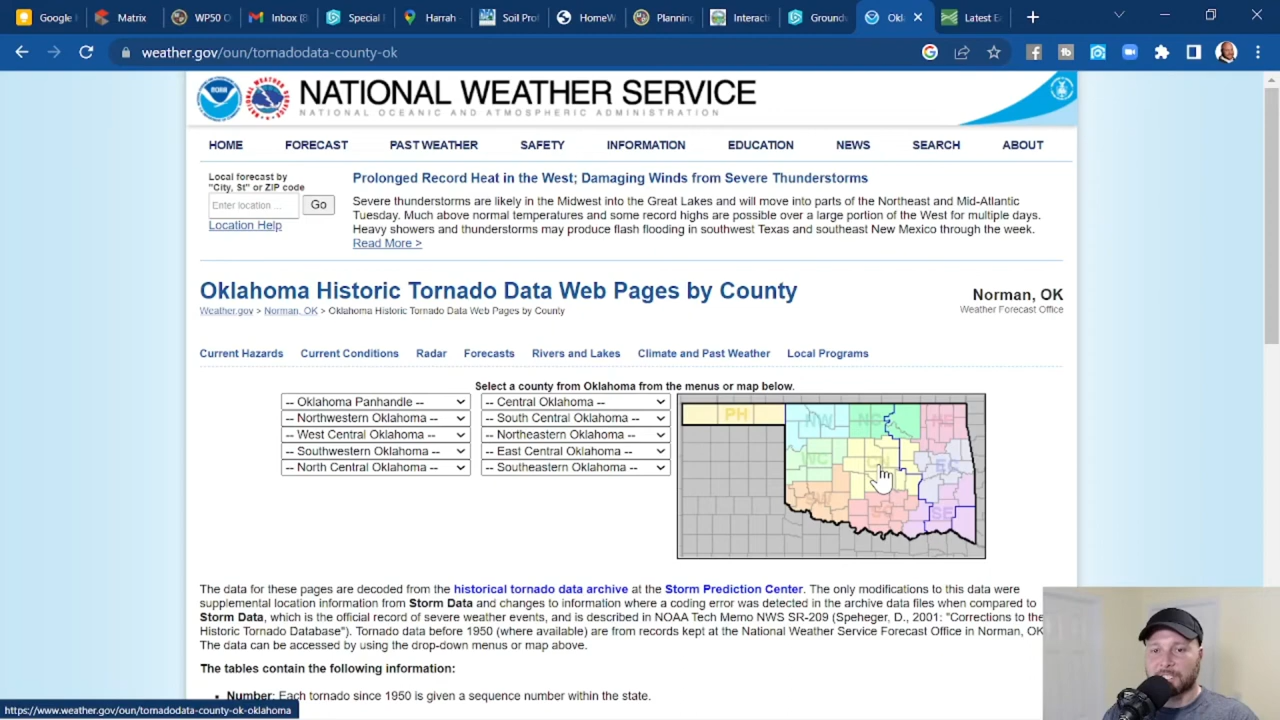 Google
Matrix
WP50 O
Inbox (8
Special
Harrah
Soil Pro
HomeW
Planning
Interacti
Grounde
Okl
Latest Ea
weather.gov/oun/tornadodata-county-ok
NATIONAL WEATHER SERVICE
NATIONAL OCEANIC AND ATMOSPHERIC ADMINISTRATION
HOME FORECAST PAST WEATHER SAFETY INFORMATION EDUCATION NEWS SEARCH ABOUT
Local forecast by
"City, St" or ZIP code
Enter location ...
Go
Location Help
Prolonged Record Heat in the West; Damaging Winds from Severe Thunderstorms
Severe thunderstorms are likely in the Midwest into the Great Lakes and will move into parts of the Northeast and Mid-Atlantic
Tuesday. Much above normal temperatures and some record highs are possible over a large portion of the West for multiple days.
Heavy showers and thunderstorms may produce flash flooding in southwest Texas and southeast New Mexico through the week.
Read More >
Oklahoma Historic Tornado Data Web Pages by County
Weather.gov > Norman, OK > Oklahoma Historic Tornado Data Web Pages by County
Norman, OK
Weather Forecast Office
Current Hazards Current Conditions Radar Forecasts Rivers and Lakes Climate and Past Weather Local Programs
Select a county from Oklahoma from the menus or map below.
-- Oklahoma Panhandle -- -- Central Oklahoma --
-- Northwestern Oklahoma -- -- South Central Oklahoma --
-- West Central Oklahoma -- -- Northeastern Oklahoma --
-- Southwestern Oklahoma -- -- East Central Oklahoma --
-- North Central Oklahoma -- -- Southeastern Oklahoma --
PH
NW
NC
NE
WC
SC
SE
The data for these pages are decoded from the historical tornado data archive at the Storm Prediction Center. The only modifications to this data were
supplemental location information from Storm Data and changes to information where a coding error was detected in the archive data files when compared to
Storm Data, which is the official record of severe weather events, and is described in NOAA Tech Memo NWS SR-209 (Speheger, D., 2001: "Corrections to the
Historic Tornado Database"). Tornado data before 1950 (where available) are from records kept at the National Weather Service Forecast Office in Norman, OK
The data can be accessed by using the drop-down menus or map above.
The tables contain the following information:
Number: Each tornado since 1950 is given a sequence number within the state.
https://www.weather.gov/oun/tornadodata-county-ok-oklahoma